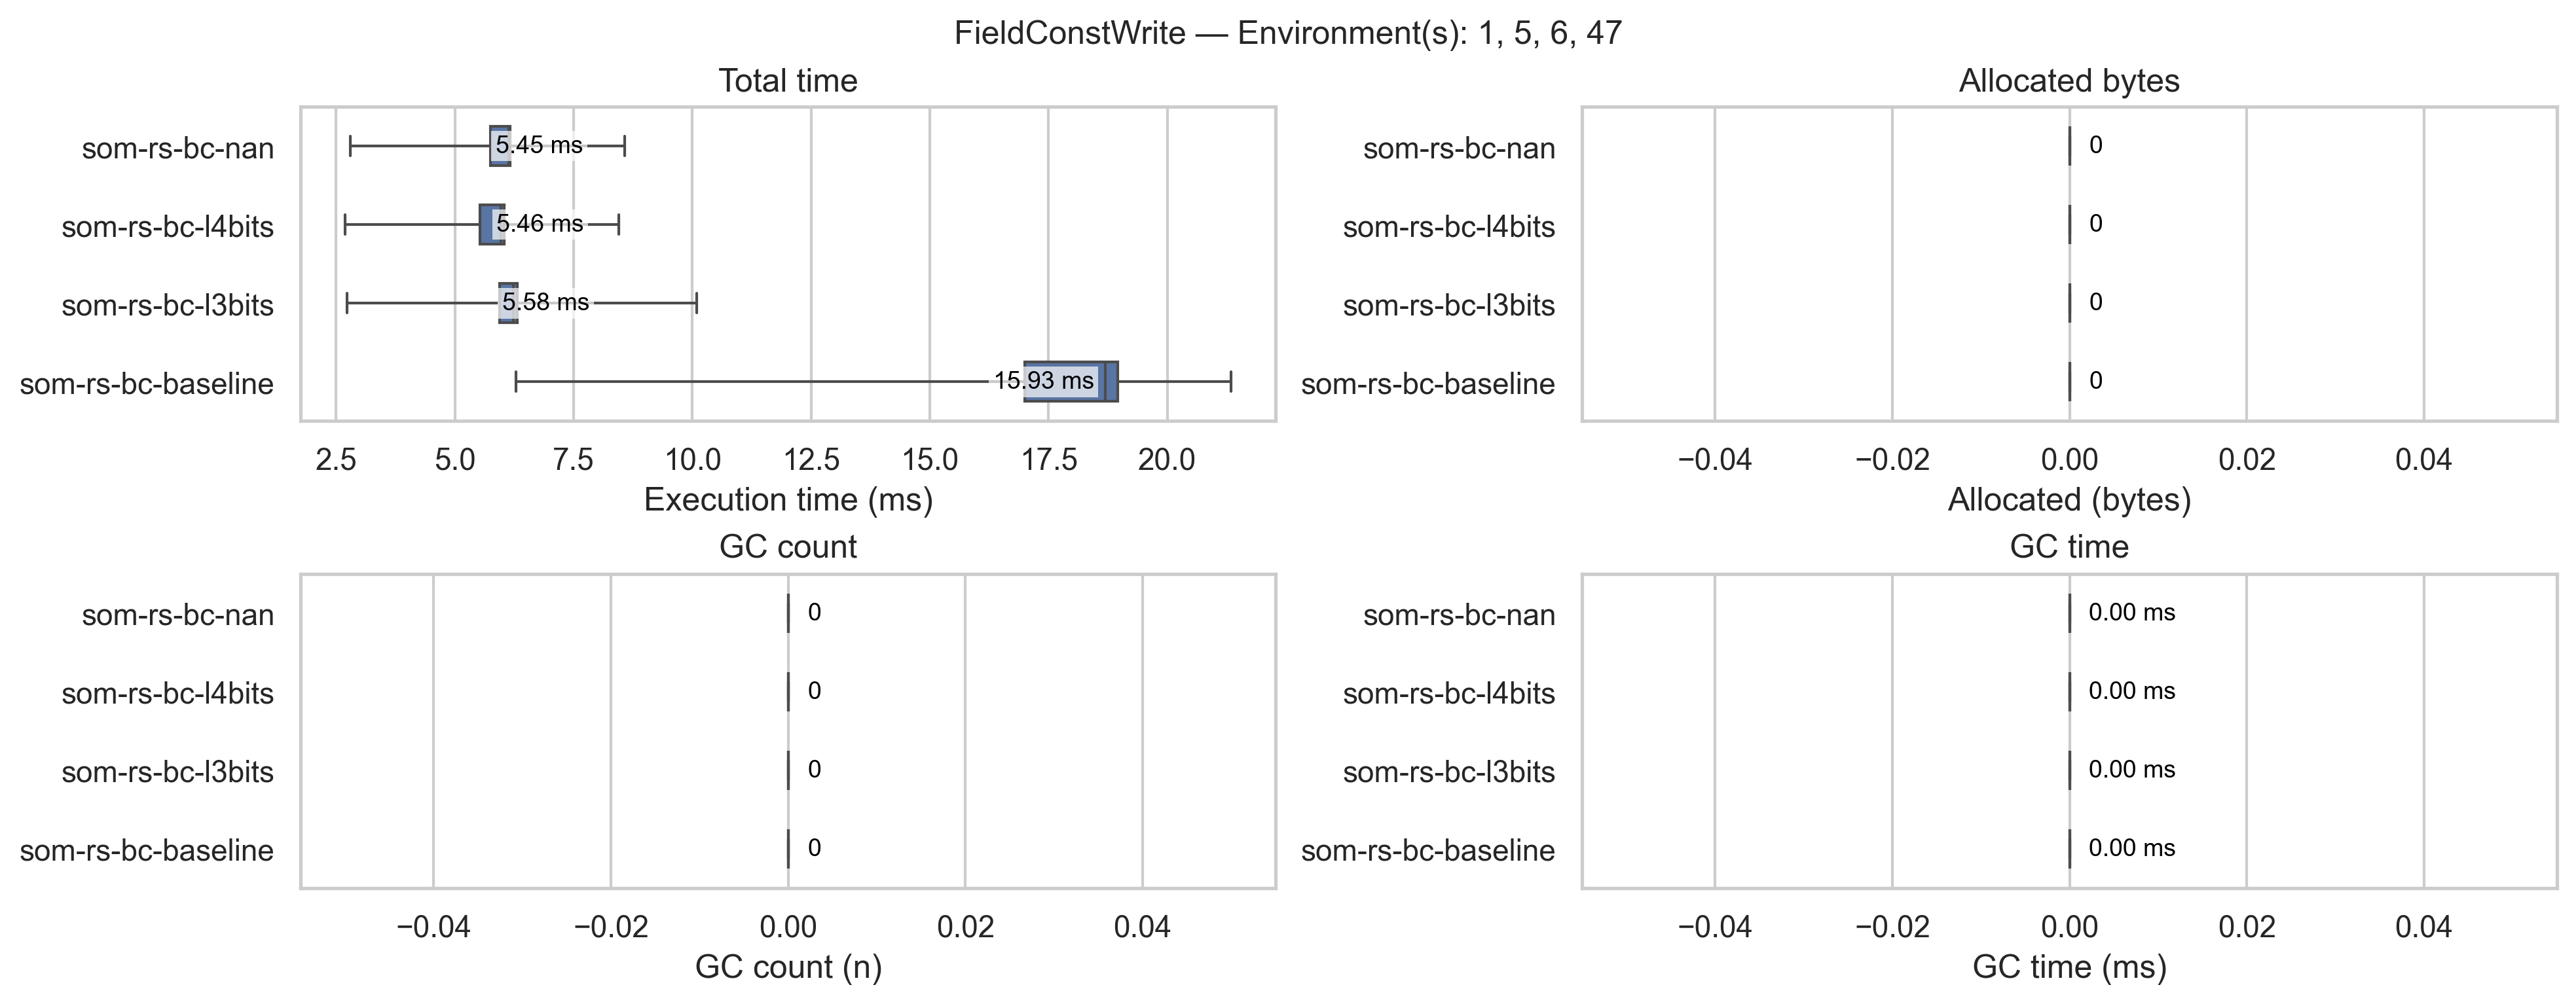 FieldConstWrite — Environment(s): 1, 5, 6, 47
Total time
som-rs-bc-nan
5.45 ms
som-rs-bc-l4bits
5.46 ms
som-rs-bc-l3bits
5.58 ms
som-rs-bc-baseline
15.93 ms
2.5 5.0 7.5 10.0 12.5 15.0 17.5 20.0
Execution time (ms)
Allocated bytes
som-rs-bc-nan
0
som-rs-bc-l4bits
0
som-rs-bc-l3bits
0
som-rs-bc-baseline
0
−0.04 −0.02 0.00 0.02 0.04
Allocated (bytes)
GC count
som-rs-bc-nan
0
som-rs-bc-l4bits
0
som-rs-bc-l3bits
0
som-rs-bc-baseline
0
−0.04 −0.02 0.00 0.02 0.04
GC count (n)
GC time
som-rs-bc-nan
0.00 ms
som-rs-bc-l4bits
0.00 ms
som-rs-bc-l3bits
0.00 ms
som-rs-bc-baseline
0.00 ms
−0.04 −0.02 0.00 0.02 0.04
GC time (ms)